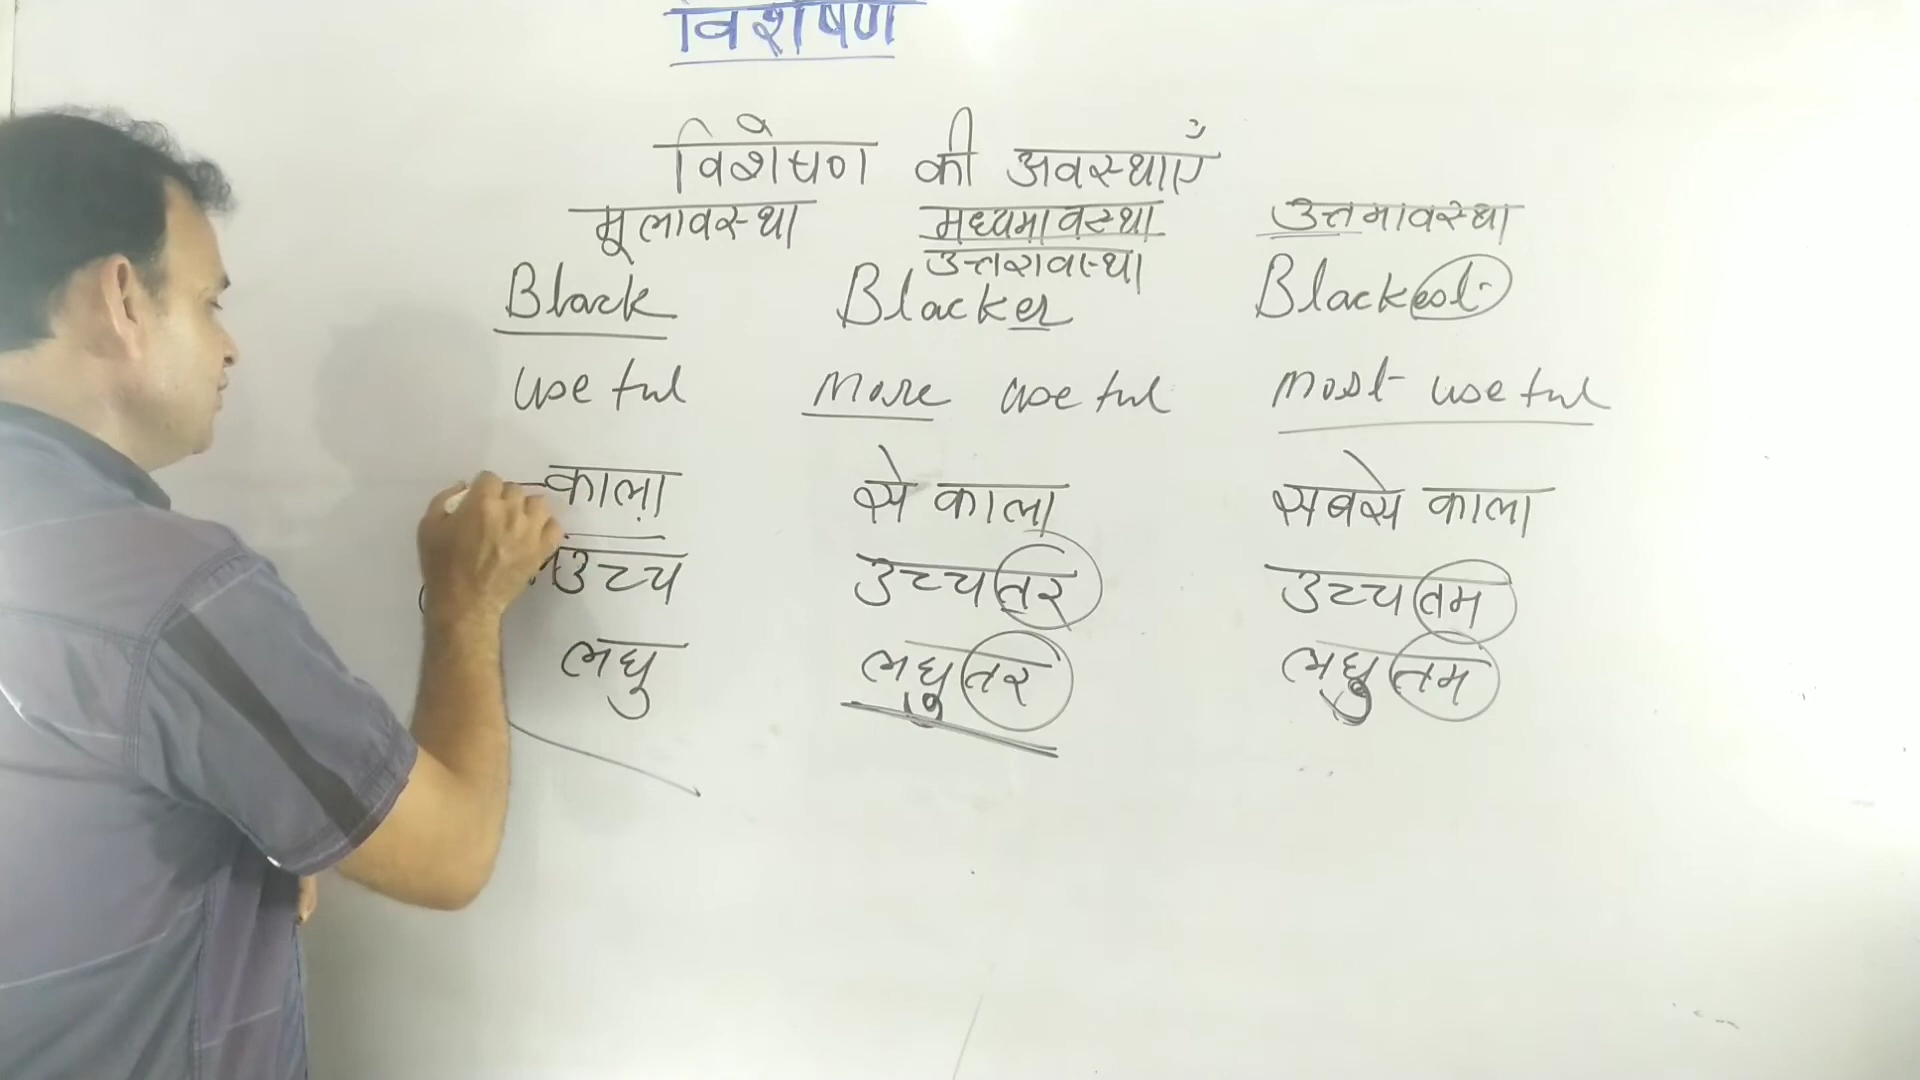 विशेषण
विशेषण की अवस्थाएँ
मूलावस्था मध्यमावस्था उत्तमावस्था
उत्तरावस्था
Black Blacker Blackest
useful More useful most useful
काला से काला सबसे काला
उच्च उच्चतर उच्चतम
लघु लघुतर लघुतम